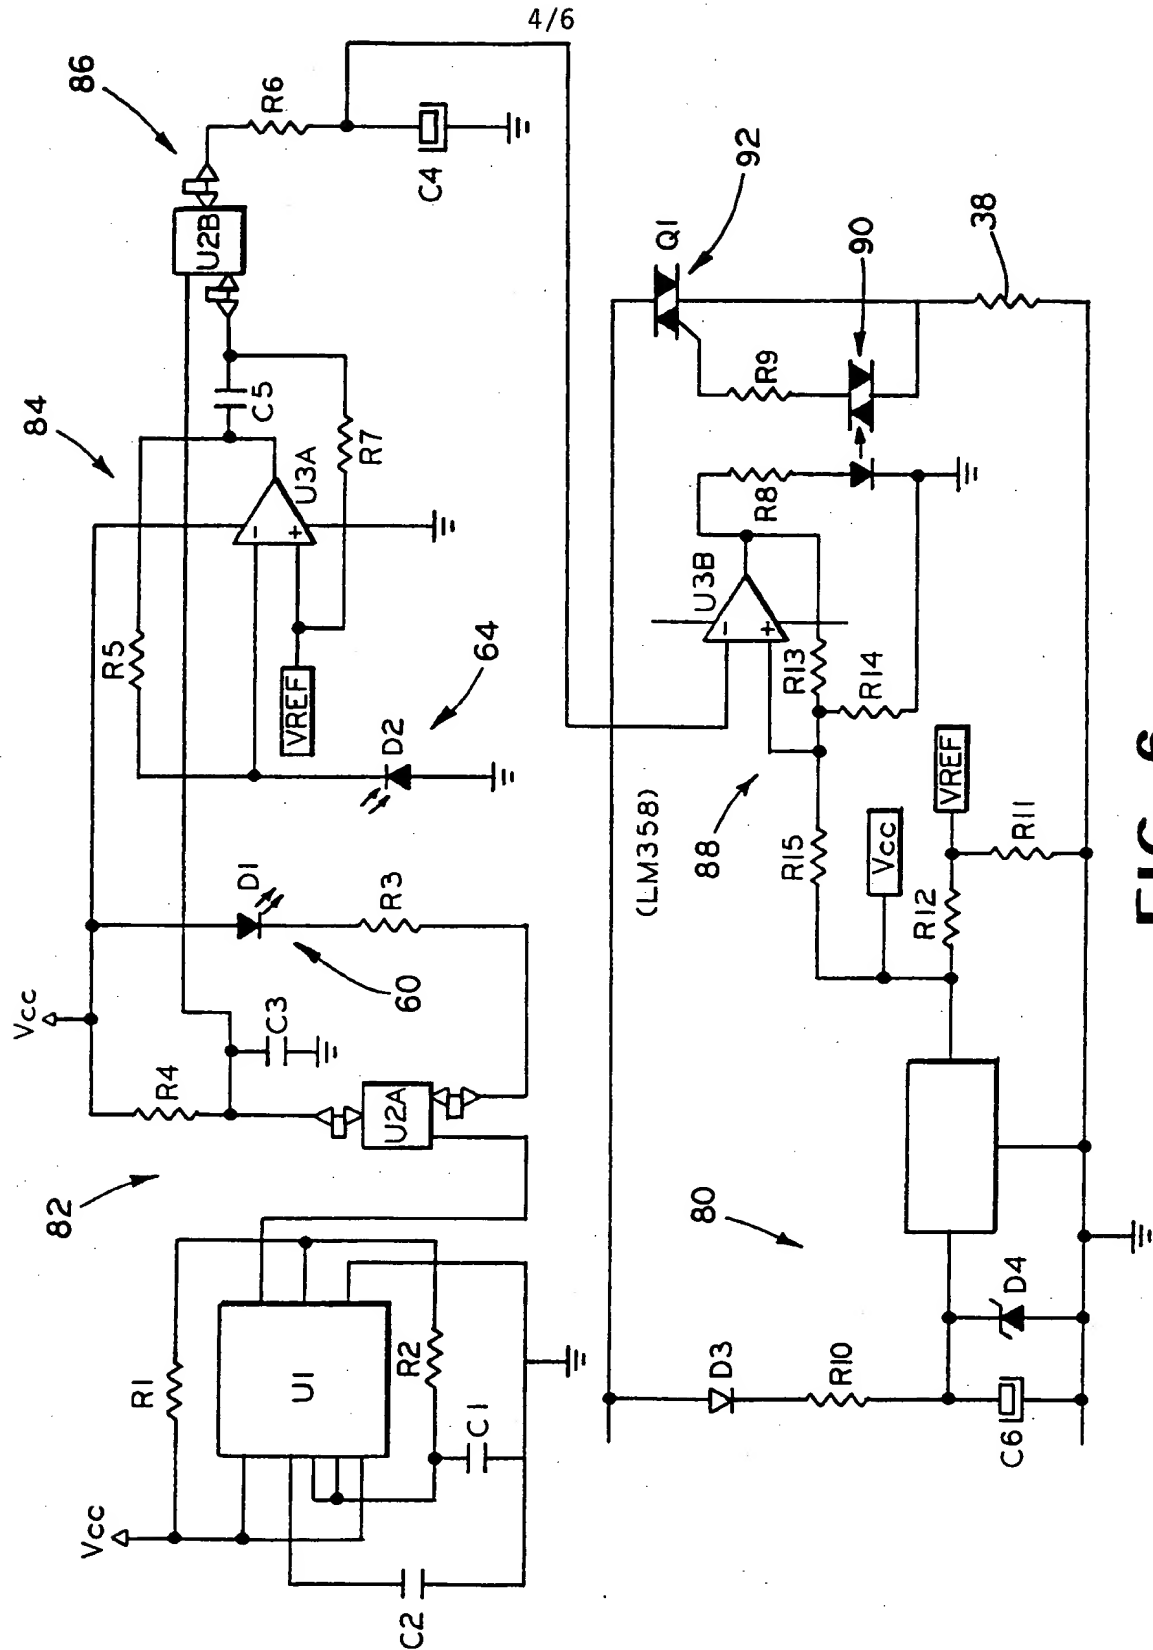 4/6
86
R6
U2B
C4
84
C5
U3A
-
+
R7
R5
VREF
D2
64
Vcc
D1
R3
60
C3
R4
U2A
82
R1
U1
R2
C1
Vcc
C2
Q1
92
90
38
R9
R8
U3B
-
+
R13
R14
(LM358)
88
R15
Vcc
VREF
R12
R11
80
D3
R10
D4
C6